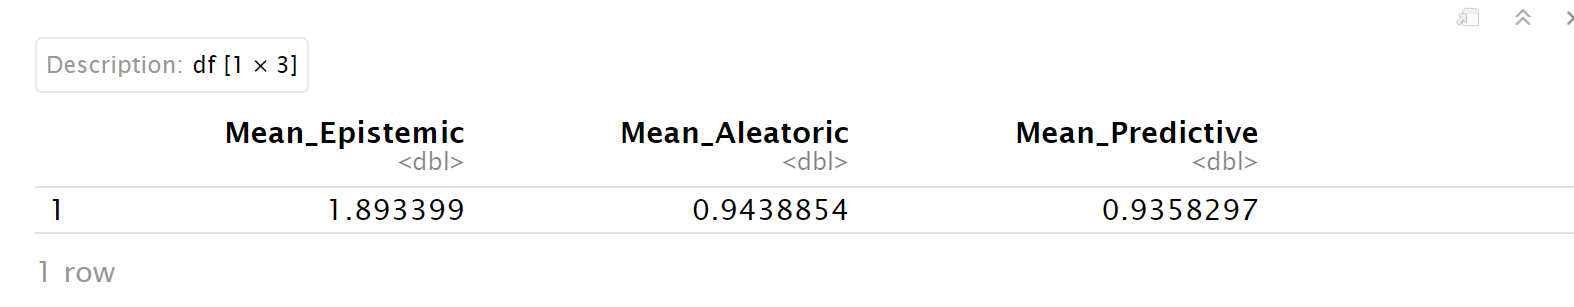 Description: df [1 × 3]
Mean_Epistemic Mean_Aleatoric Mean_Predictive
<dbl> <dbl> <dbl>
1 1.893399 0.9438854 0.9358297
1 row